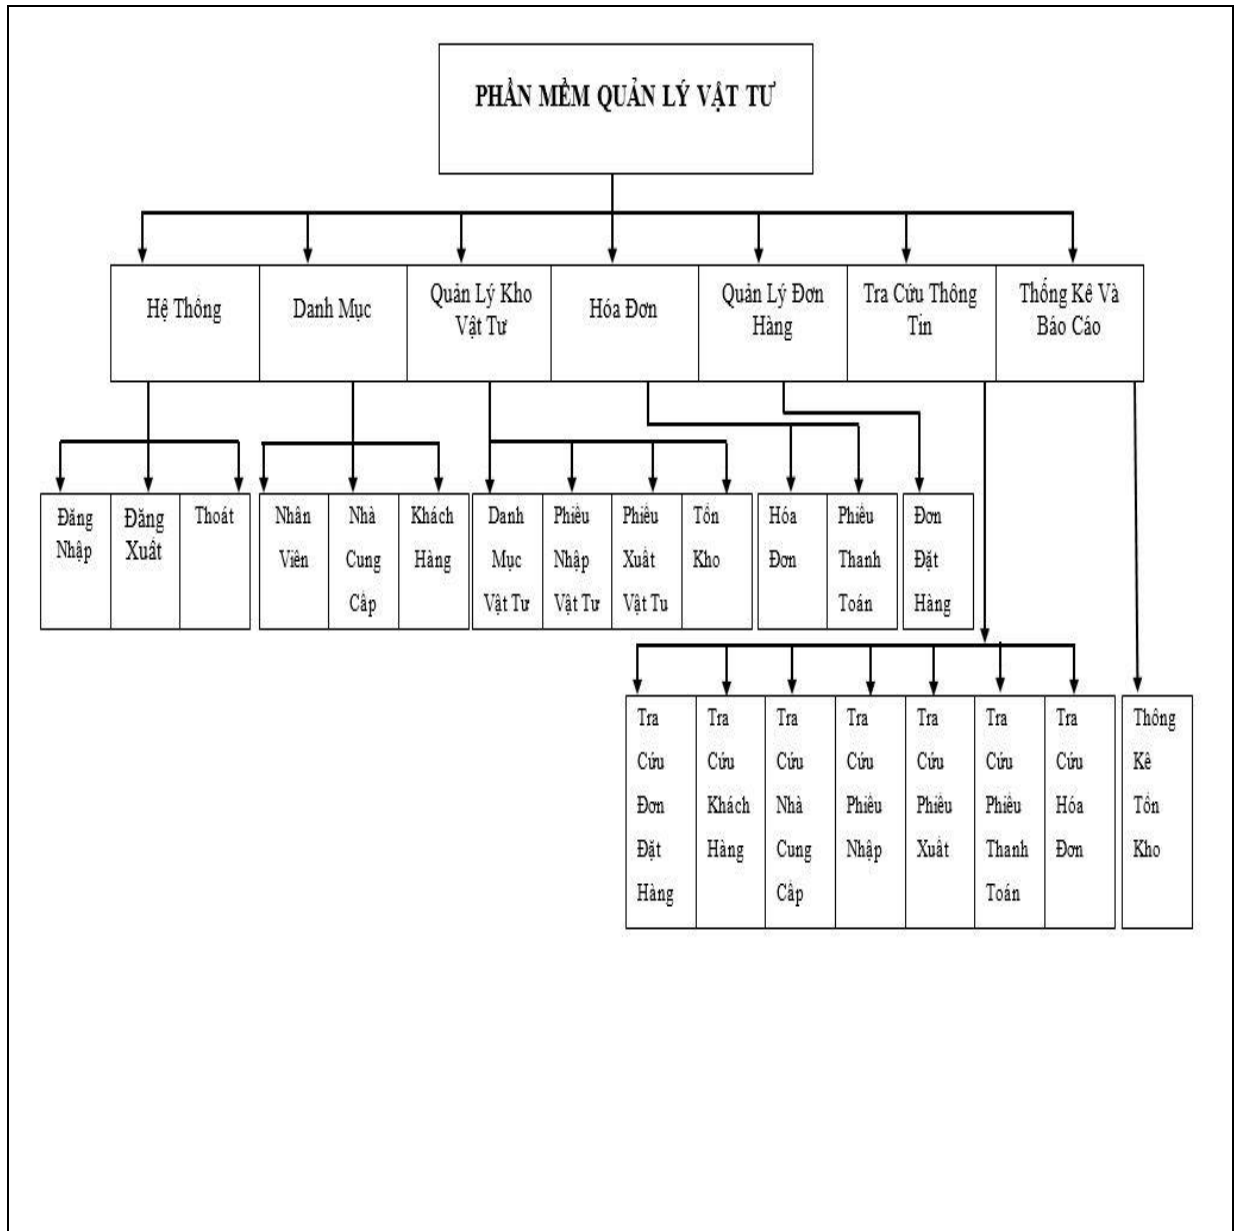 PHẦN MỀM QUẢN LÝ VẬT TƯ
Hệ Thống
Danh Mục
Quản Lý Kho
Vật Tư
Hóa Đơn
Quản Lý Đơn
Hàng
Tra Cứu Thông
Tin
Thống Kê Và
Báo Cáo
Đăng
Nhập
Đăng
Xuất
Thoát
Nhân
Viên
Nhà
Cung
Cấp
Khách
Hàng
Danh
Mục
Vật Tư
Phiếu
Nhập
Vật Tư
Phiếu
Xuất
Vật Tu
Tồn
Kho
Hóa
Đơn
Phiếu
Thanh
Toán
Đơn
Đặt
Hàng
Tra
Cứu
Đơn
Đặt
Hàng
Tra
Cứu
Khách
Hàng
Tra
Cứu
Nhà
Cung
Cấp
Tra
Cứu
Phiếu
Nhập
Tra
Cứu
Phiếu
Xuất
Tra
Cứu
Phiếu
Thanh
Toán
Tra
Cứu
Hóa
Đơn
Thông
Kê
Tồn
Kho